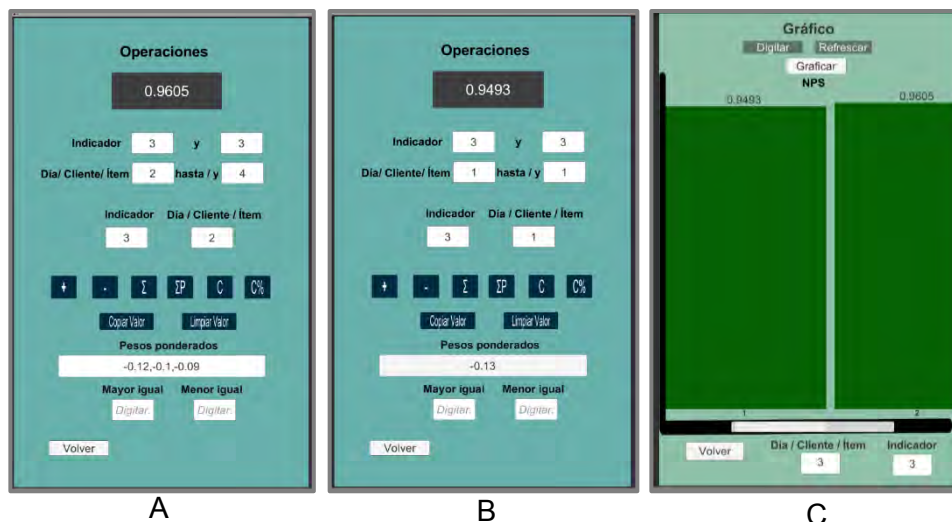 Operaciones
0.9605
Indicador 3 y 3
Día/ Cliente/ Ítem 2 hasta / y 4
Indicador Día / Cliente / Ítem
3 2
+ - Σ ΣP C C%
Copiar Valor Limpiar Valor
Pesos ponderados
-0.12,-0.1,-0.09
Mayor igual Menor igual
Digitar. Digitar.
Volver
A
Operaciones
0.9493
Indicador 3 y 3
Día/ Cliente/ Ítem 1 hasta / y 1
Indicador Día / Cliente / Ítem
3 1
+ - Σ ΣP C C%
Copiar Valor Limpiar Valor
Pesos ponderados
-0.13
Mayor igual Menor igual
Digitar. Digitar.
Volver
B
Gráfico
Digitar Refrescar
Graficar
NPS
0.9493 0.9605
1 2
Volver Día / Cliente / Ítem Indicador
3 3
C